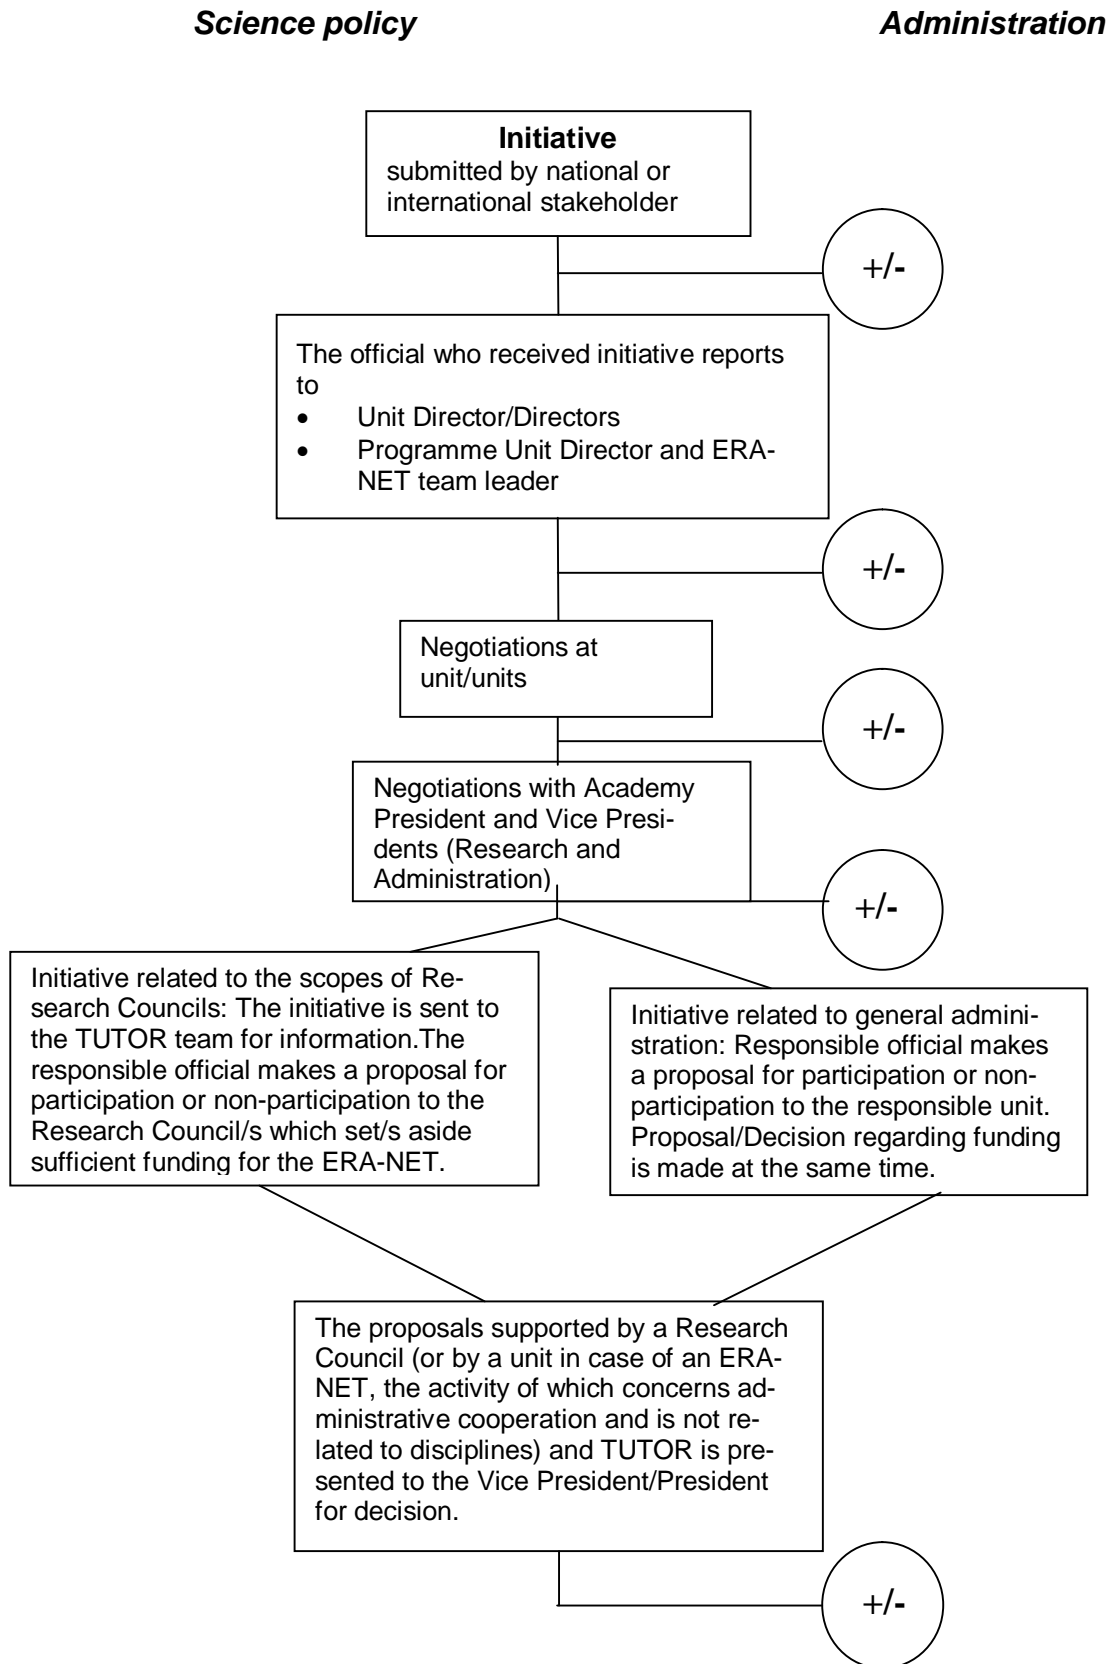 Science policy
Administration
Initiative
submitted by national or
international stakeholder
+/-
The official who received initiative reports
to
• Unit Director/Directors
• Programme Unit Director and ERA-
NET team leader
+/-
Negotiations at
unit/units
+/-
Negotiations with Academy
President and Vice Presi-
dents (Research and
Administration)
+/-
Initiative related to the scopes of Re-
search Councils: The initiative is sent to
the TUTOR team for information.The
responsible official makes a proposal for
participation or non-participation to the
Research Council/s which set/s aside
sufficient funding for the ERA-NET.
Initiative related to general admini-
stration: Responsible official makes
a proposal for participation or non-
participation to the responsible unit.
Proposal/Decision regarding funding
is made at the same time.
The proposals supported by a Research
Council (or by a unit in case of an ERA-
NET, the activity of which concerns ad-
ministrative cooperation and is not re-
lated to disciplines) and TUTOR is pre-
sented to the Vice President/President
for decision.
+/-